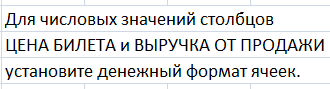 Для числовых значений столбцов
ЦЕНА БИЛЕТА и ВЫРУЧКА ОТ ПРОДАЖИ
установите денежный формат ячеек.